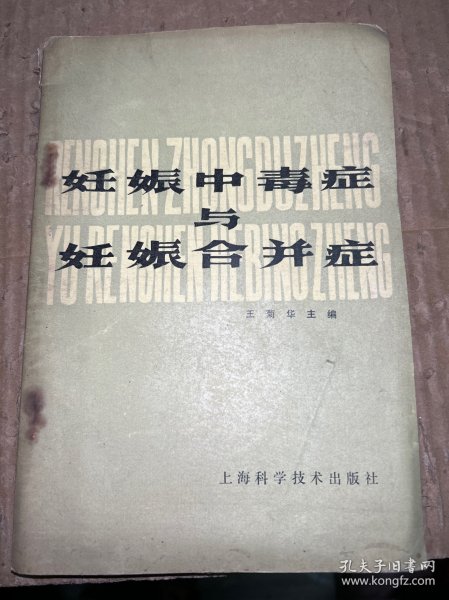 RENCHEN ZHONGDUZHENG
妊娠中毒症
与
YU RENCHEN HEBINGZHENG
妊娠合并症
王菊华主编
上海科学技术出版社
孔夫子旧书网
www.kongfz.com